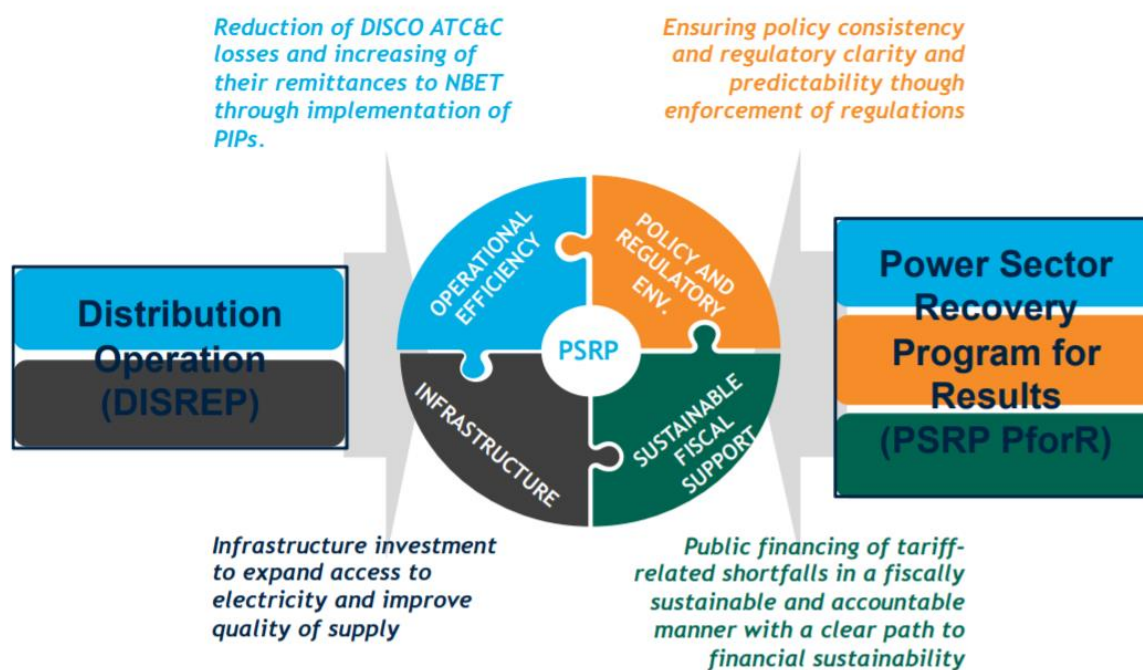 Reduction of DISCO ATC&C
losses and increasing of
their remittances to NBET
through implementation of
PIPs.
Ensuring policy consistency
and regulatory clarity and
predictability though
enforcement of regulations
Distribution
Operation
(DISREP)
OPERATIONAL
EFFICIENCY
POLICY AND
REGULATORY
ENV.
PSRP
INFRASTRUCTURE
SUSTAINABLE
FISCAL
SUPPORT
Power Sector
Recovery
Program for
Results
(PSRP PforR)
Infrastructure investment
to expand access to
electricity and improve
quality of supply
Public financing of tariff-
related shortfalls in a fiscally
sustainable and accountable
manner with a clear path to
financial sustainability